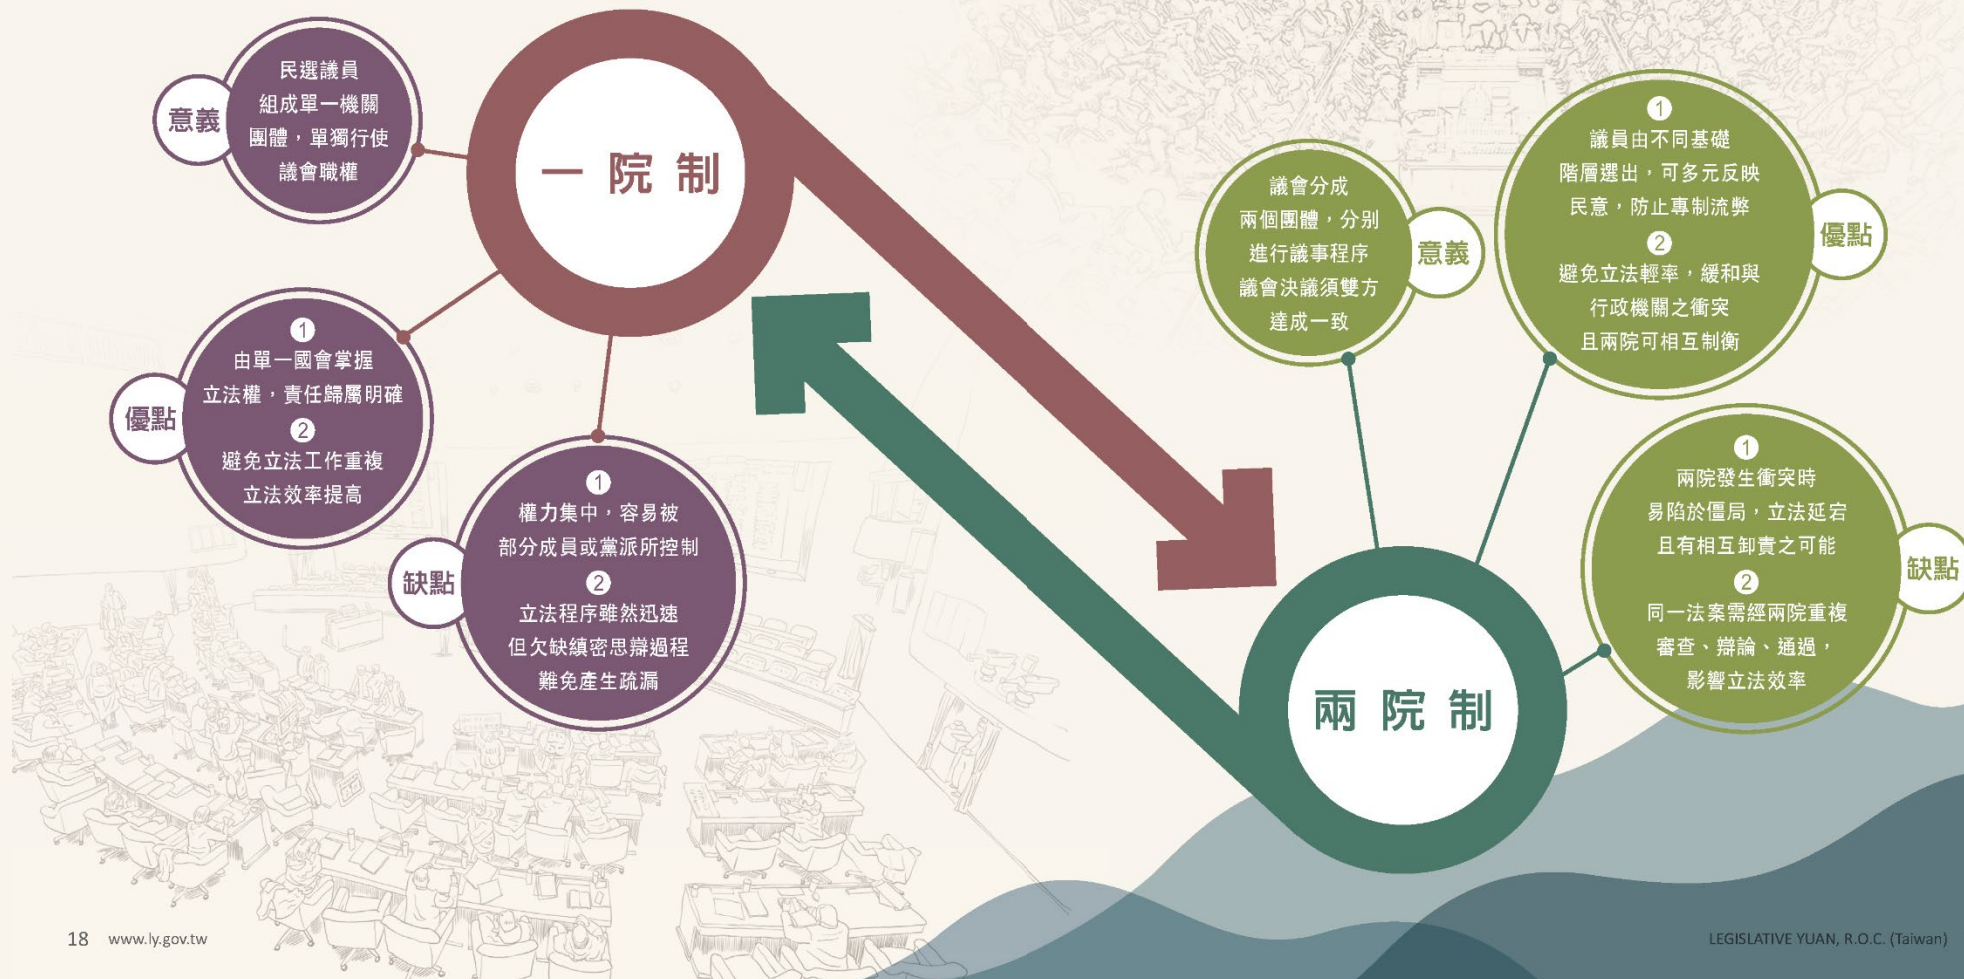 一院制
意義
民選議員
組成單一機關
團體，單獨行使
議會職權
優點
1
由單一國會掌握
立法權，責任歸屬明確
2
避免立法工作重複
立法效率提高
缺點
1
權力集中，容易被
部分成員或黨派所控制
2
立法程序雖然迅速
但欠缺縝密思辯過程
難免產生疏漏
兩院制
意義
議會分成
兩個團體，分別
進行議事程序
議會決議須雙方
達成一致
優點
1
議員由不同基礎
階層選出，可多元反映
民意，防止專制流弊
2
避免立法輕率，緩和與
行政機關之衝突
且兩院可相互制衡
缺點
1
兩院發生衝突時
易陷於僵局，立法延宕
且有相互卸責之可能
2
同一法案需經兩院重複
審查、辯論、通過，
影響立法效率
18 www.ly.gov.tw
LEGISLATIVE YUAN, R.O.C. (Taiwan)